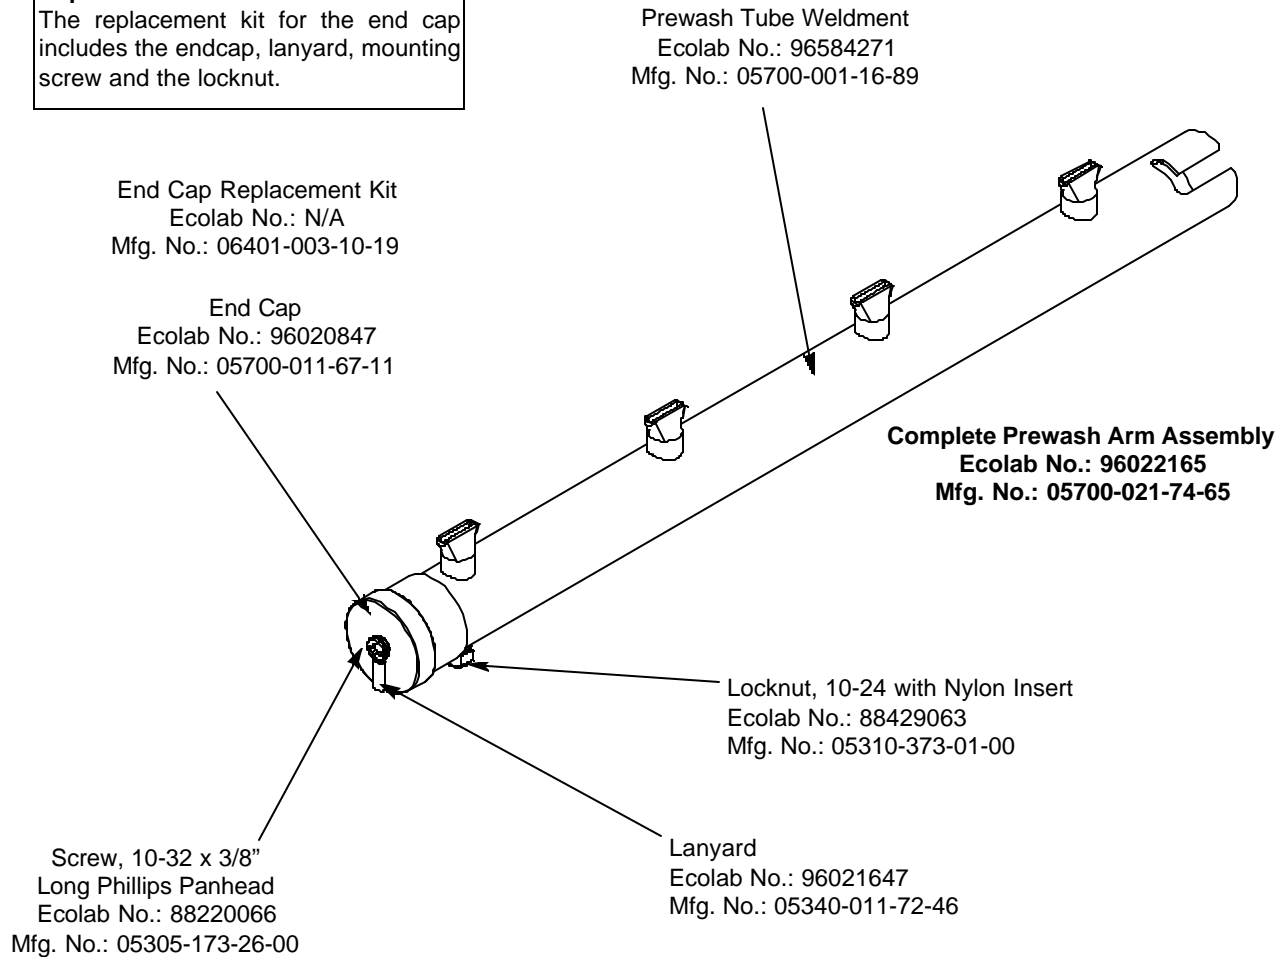 The replacement kit for the end cap
includes the endcap, lanyard, mounting
screw and the locknut.
Prewash Tube Weldment
Ecolab No.: 96584271
Mfg. No.: 05700-001-16-89
End Cap Replacement Kit
Ecolab No.: N/A
Mfg. No.: 06401-003-10-19
End Cap
Ecolab No.: 96020847
Mfg. No.: 05700-011-67-11
Complete Prewash Arm Assembly
Ecolab No.: 96022165
Mfg. No.: 05700-021-74-65
Locknut, 10-24 with Nylon Insert
Ecolab No.: 88429063
Mfg. No.: 05310-373-01-00
Lanyard
Ecolab No.: 96021647
Mfg. No.: 05340-011-72-46
Screw, 10-32 x 3/8”
Long Phillips Panhead
Ecolab No.: 88220066
Mfg. No.: 05305-173-26-00